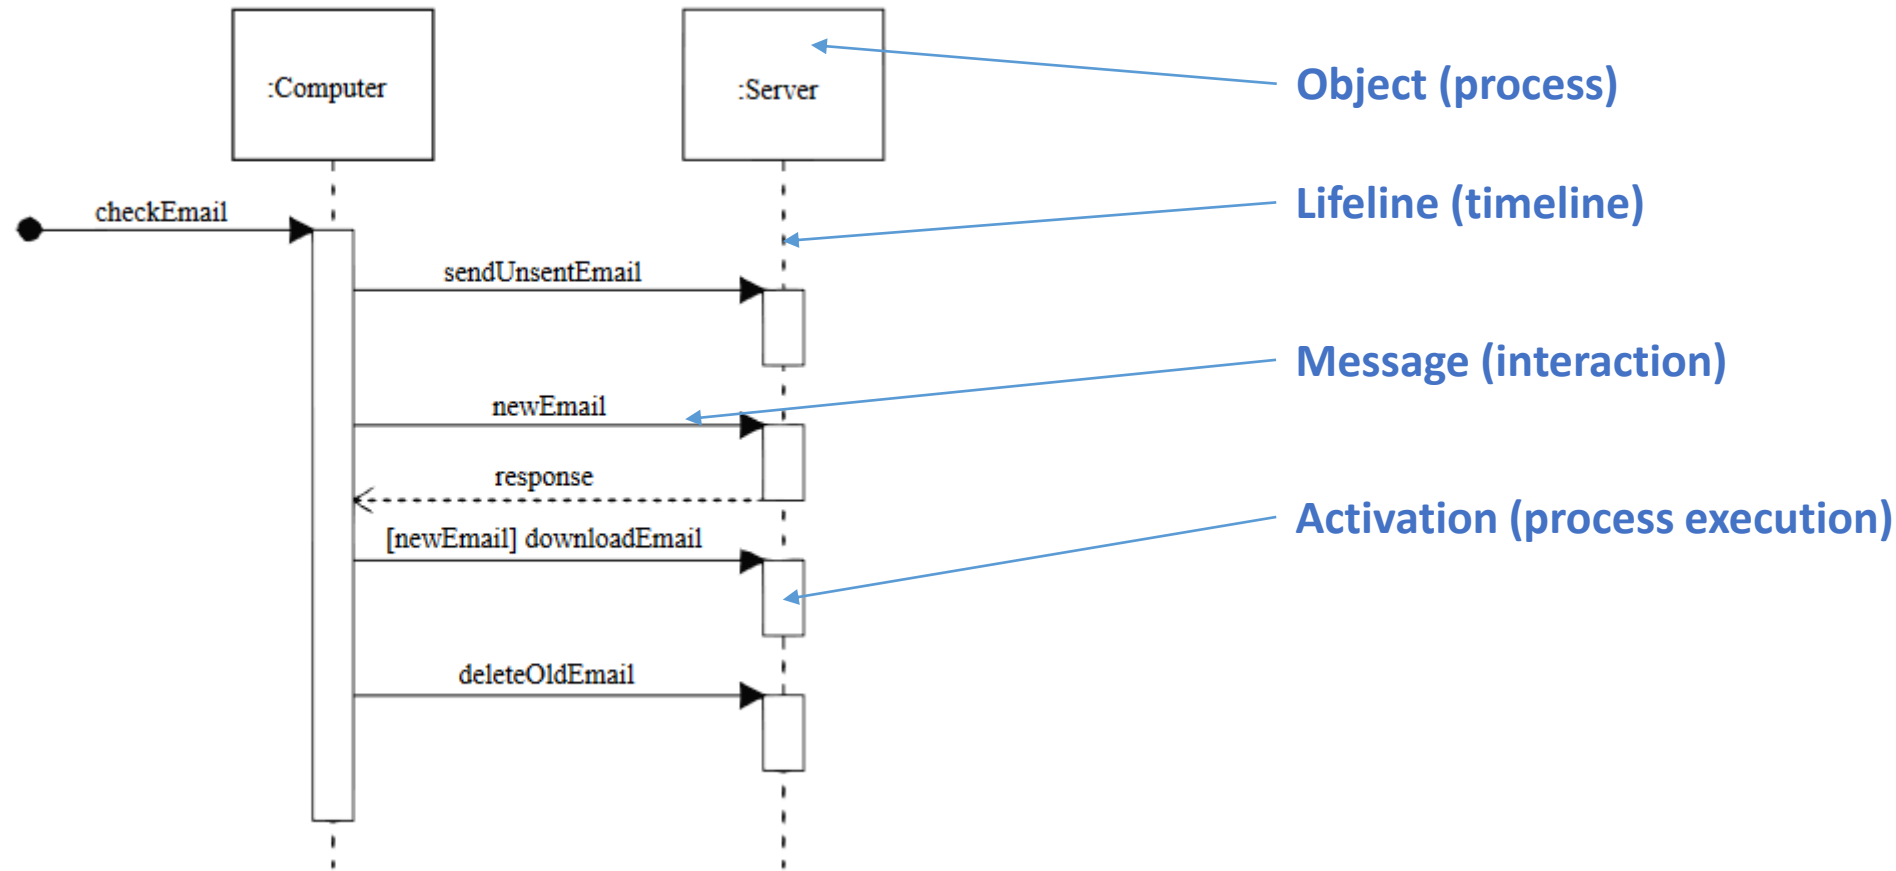 :Computer
:Server
Object (process)
Lifeline (timeline)
checkEmail
sendUnsentEmail
Message (interaction)
newEmail
response
Activation (process execution)
[newEmail] downloadEmail
deleteOldEmail